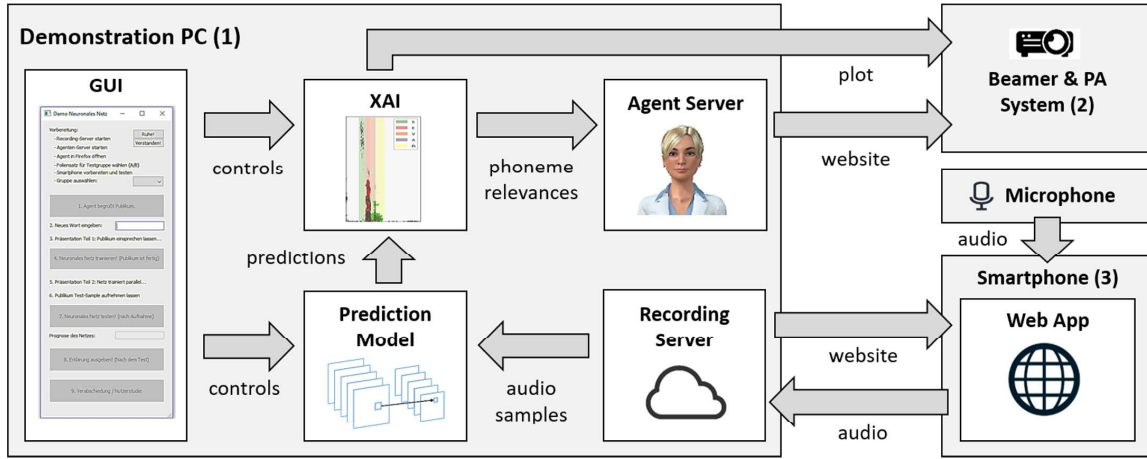 Demonstration PC (1)
GUI
Demo Neuronales Netz
Vorbereitung:
- Recording-Server starten
- Agenten-Server starten
- Agent in Firefox öffnen
- Foliensatz für Testgruppe wählen (A/B)
- Smartphone vorbereiten und testen
- Gruppe auswählen:
Ruhe!
Verstanden!
1. Agent begrüßt Publikum.
2. Neues Wort eingeben:
3. Präsentation Teil 1: Publikum einsprechen lassen...
4. Neuronales Netz trainieren! (Publikum ist fertig)
5. Präsentation Teil 2: Netz trainiert parallel...
6. Publikum Test-Sample aufnehmen lassen
7. Neuronales Netz testen! (nach Aufnahme)
Prognose des Netzes:
8. Erklärung ausgeben! (Nach dem Test)
9. Verabschiedung / Nutzerstudie
controls
controls
XAI
predictions
Prediction
Model
phoneme
relevances
Agent Server
audio
samples
Recording
Server
plot
website
Beamer & PA
System (2)
Microphone
audio
Smartphone (3)
Web App
website
audio